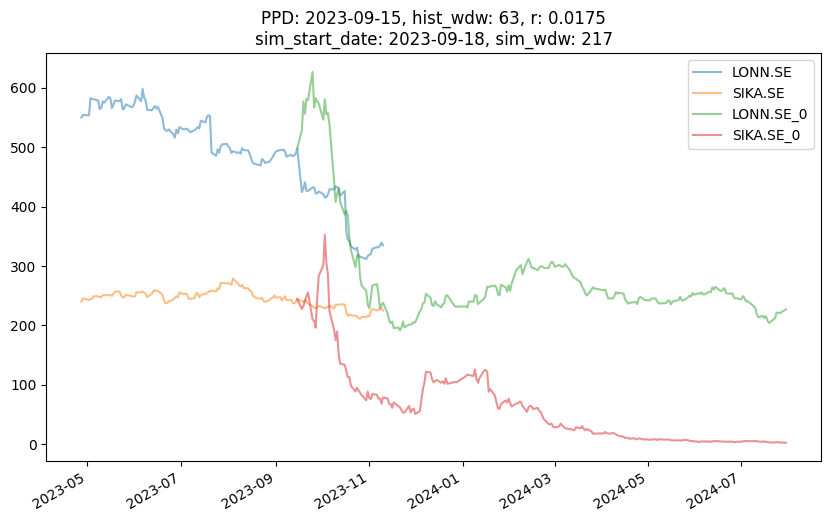 PPD: 2023-09-15, hist_wdw: 63, r: 0.0175
sim_start_date: 2023-09-18, sim_wdw: 217
LONN.SE
SIKA.SE
LONN.SE_0
SIKA.SE_0
600
500
400
300
200
100
0
2023-05
2023-07
2023-09
2023-11
2024-01
2024-03
2024-05
2024-07